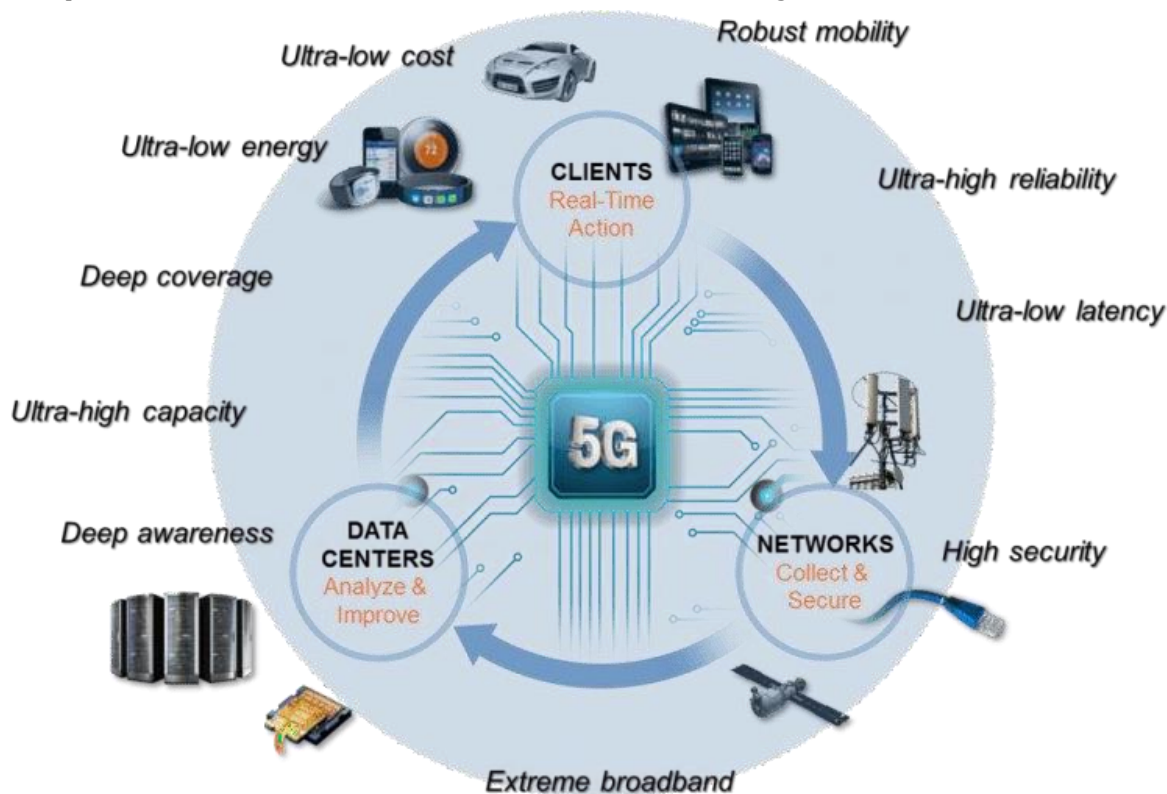 Robust mobility
Ultra-low cost
Ultra-low energy
72
CLIENTS
Real-Time
Action
Ultra-high reliability
Deep coverage
Ultra-low latency
Ultra-high capacity
5G
Deep awareness
DATA
CENTERS
Analyze &
Improve
NETWORKS
Collect &
Secure
High security
Extreme broadband